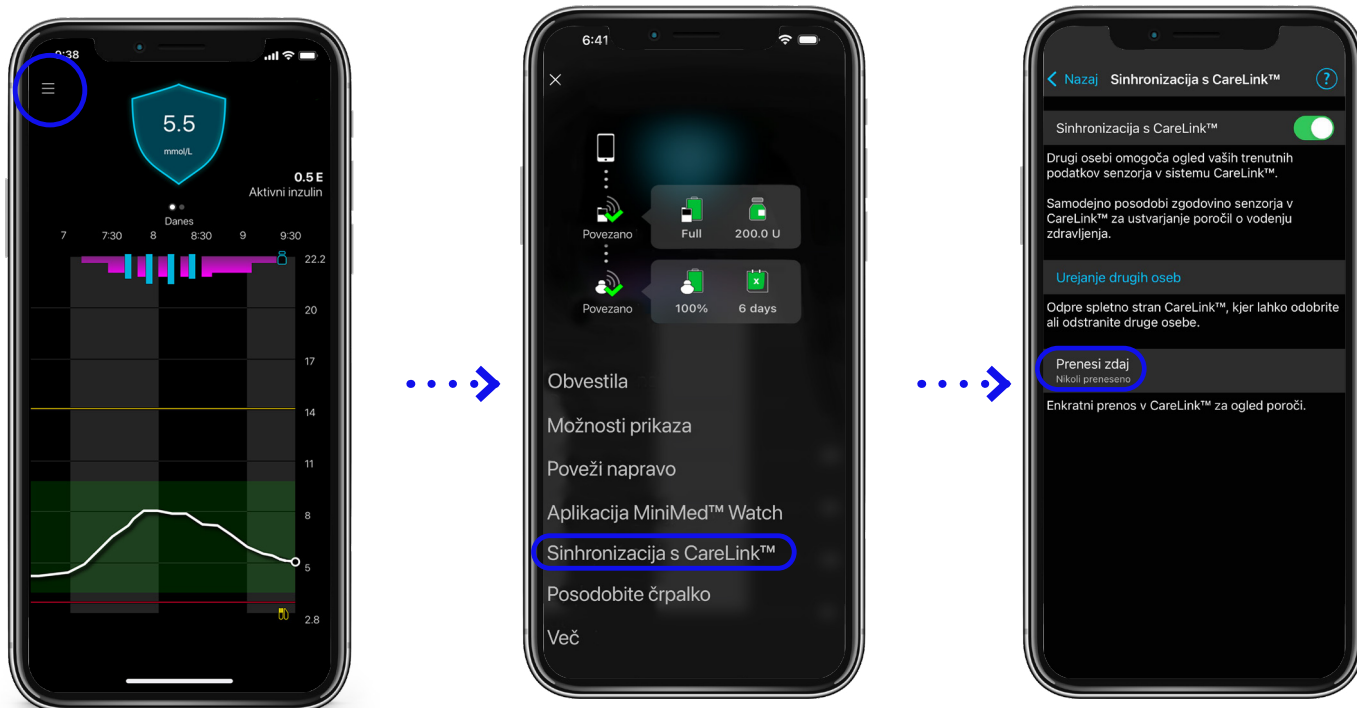 9:38
5.5
mmol/L
0.5 E
Aktivni inzulin
Danes
7 7:30 8 8:30 9 9:30
22.2
20
17
14
11
8
5
2.8
6:41
Povezano
Full 200.0 U
Povezano
100% 6 days
Obvestila
Možnosti prikaza
Poveži napravo
Aplikacija MiniMed™ Watch
Sinhronizacija s CareLink™
Posodobite črpalko
Več
Nazaj Sinhronizacija s CareLink™ ?
Sinhronizacija s CareLink™
Drugi osebi omogoča ogled vaših trenutnih
podatkov senzorja v sistemu CareLink™.
Samodejno posodobi zgodovino senzorja v
CareLink™ za ustvarjanje poročil o vodenju
zdravljenja.
Urejanje drugih oseb
Odpre spletno stran CareLink™, kjer lahko odobrite
ali odstranite druge osebe.
Prenesi zdaj
Nikoli preneseno
Enkratni prenos v CareLink™ za ogled poroči.